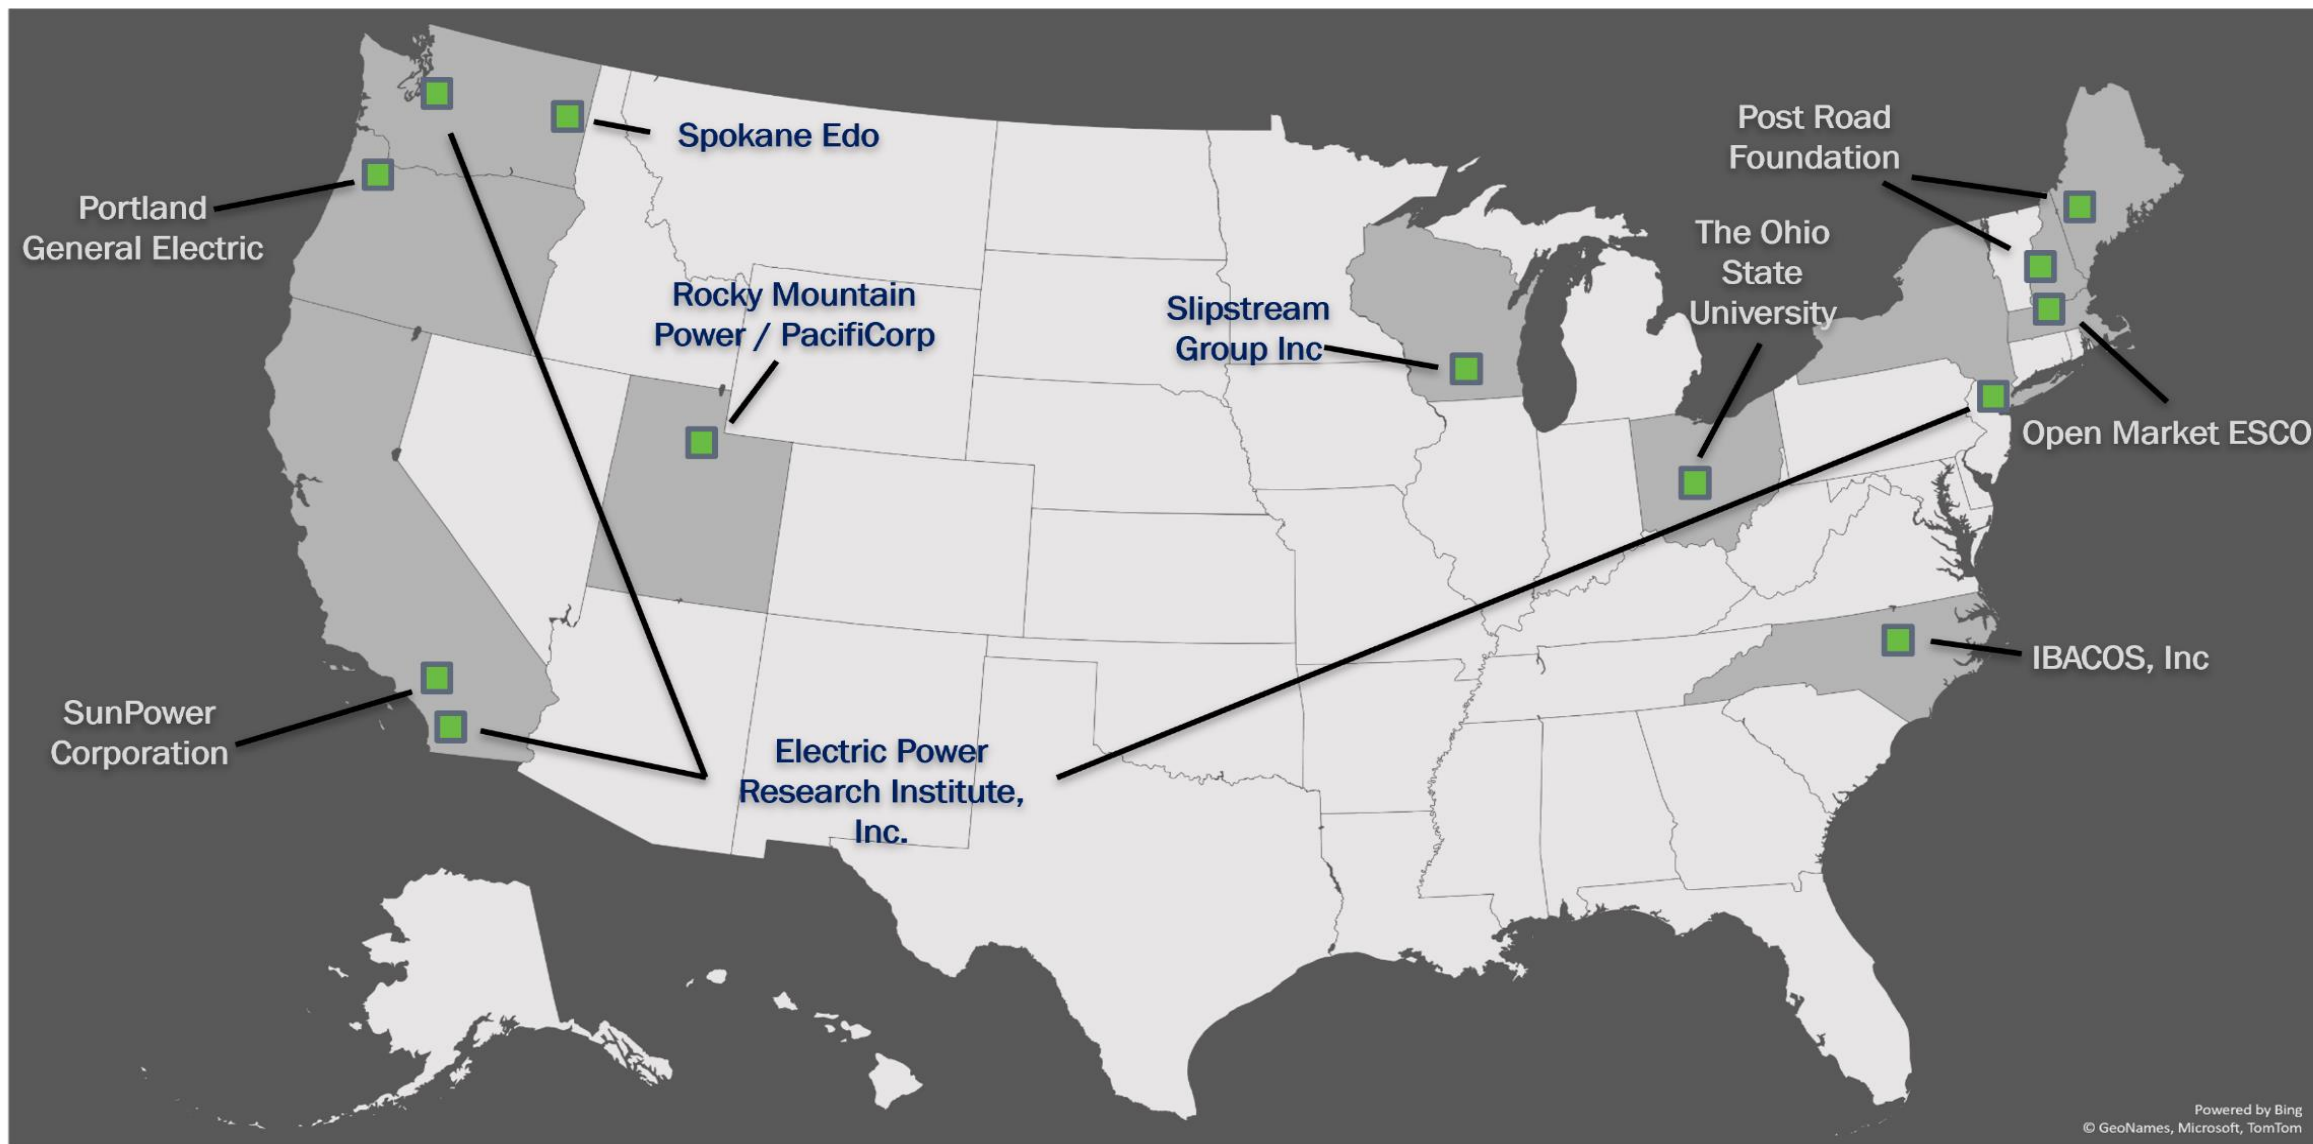 Spokane Edo
Portland
General Electric
Post Road
Foundation
The Ohio
State
University
Rocky Mountain
Power / PacifiCorp
Slipstream
Group Inc
Open Market ESCO
IBACOS, Inc
SunPower
Corporation
Electric Power
Research Institute,
Inc.
Powered by Bing
© GeoNames, Microsoft, TomTom